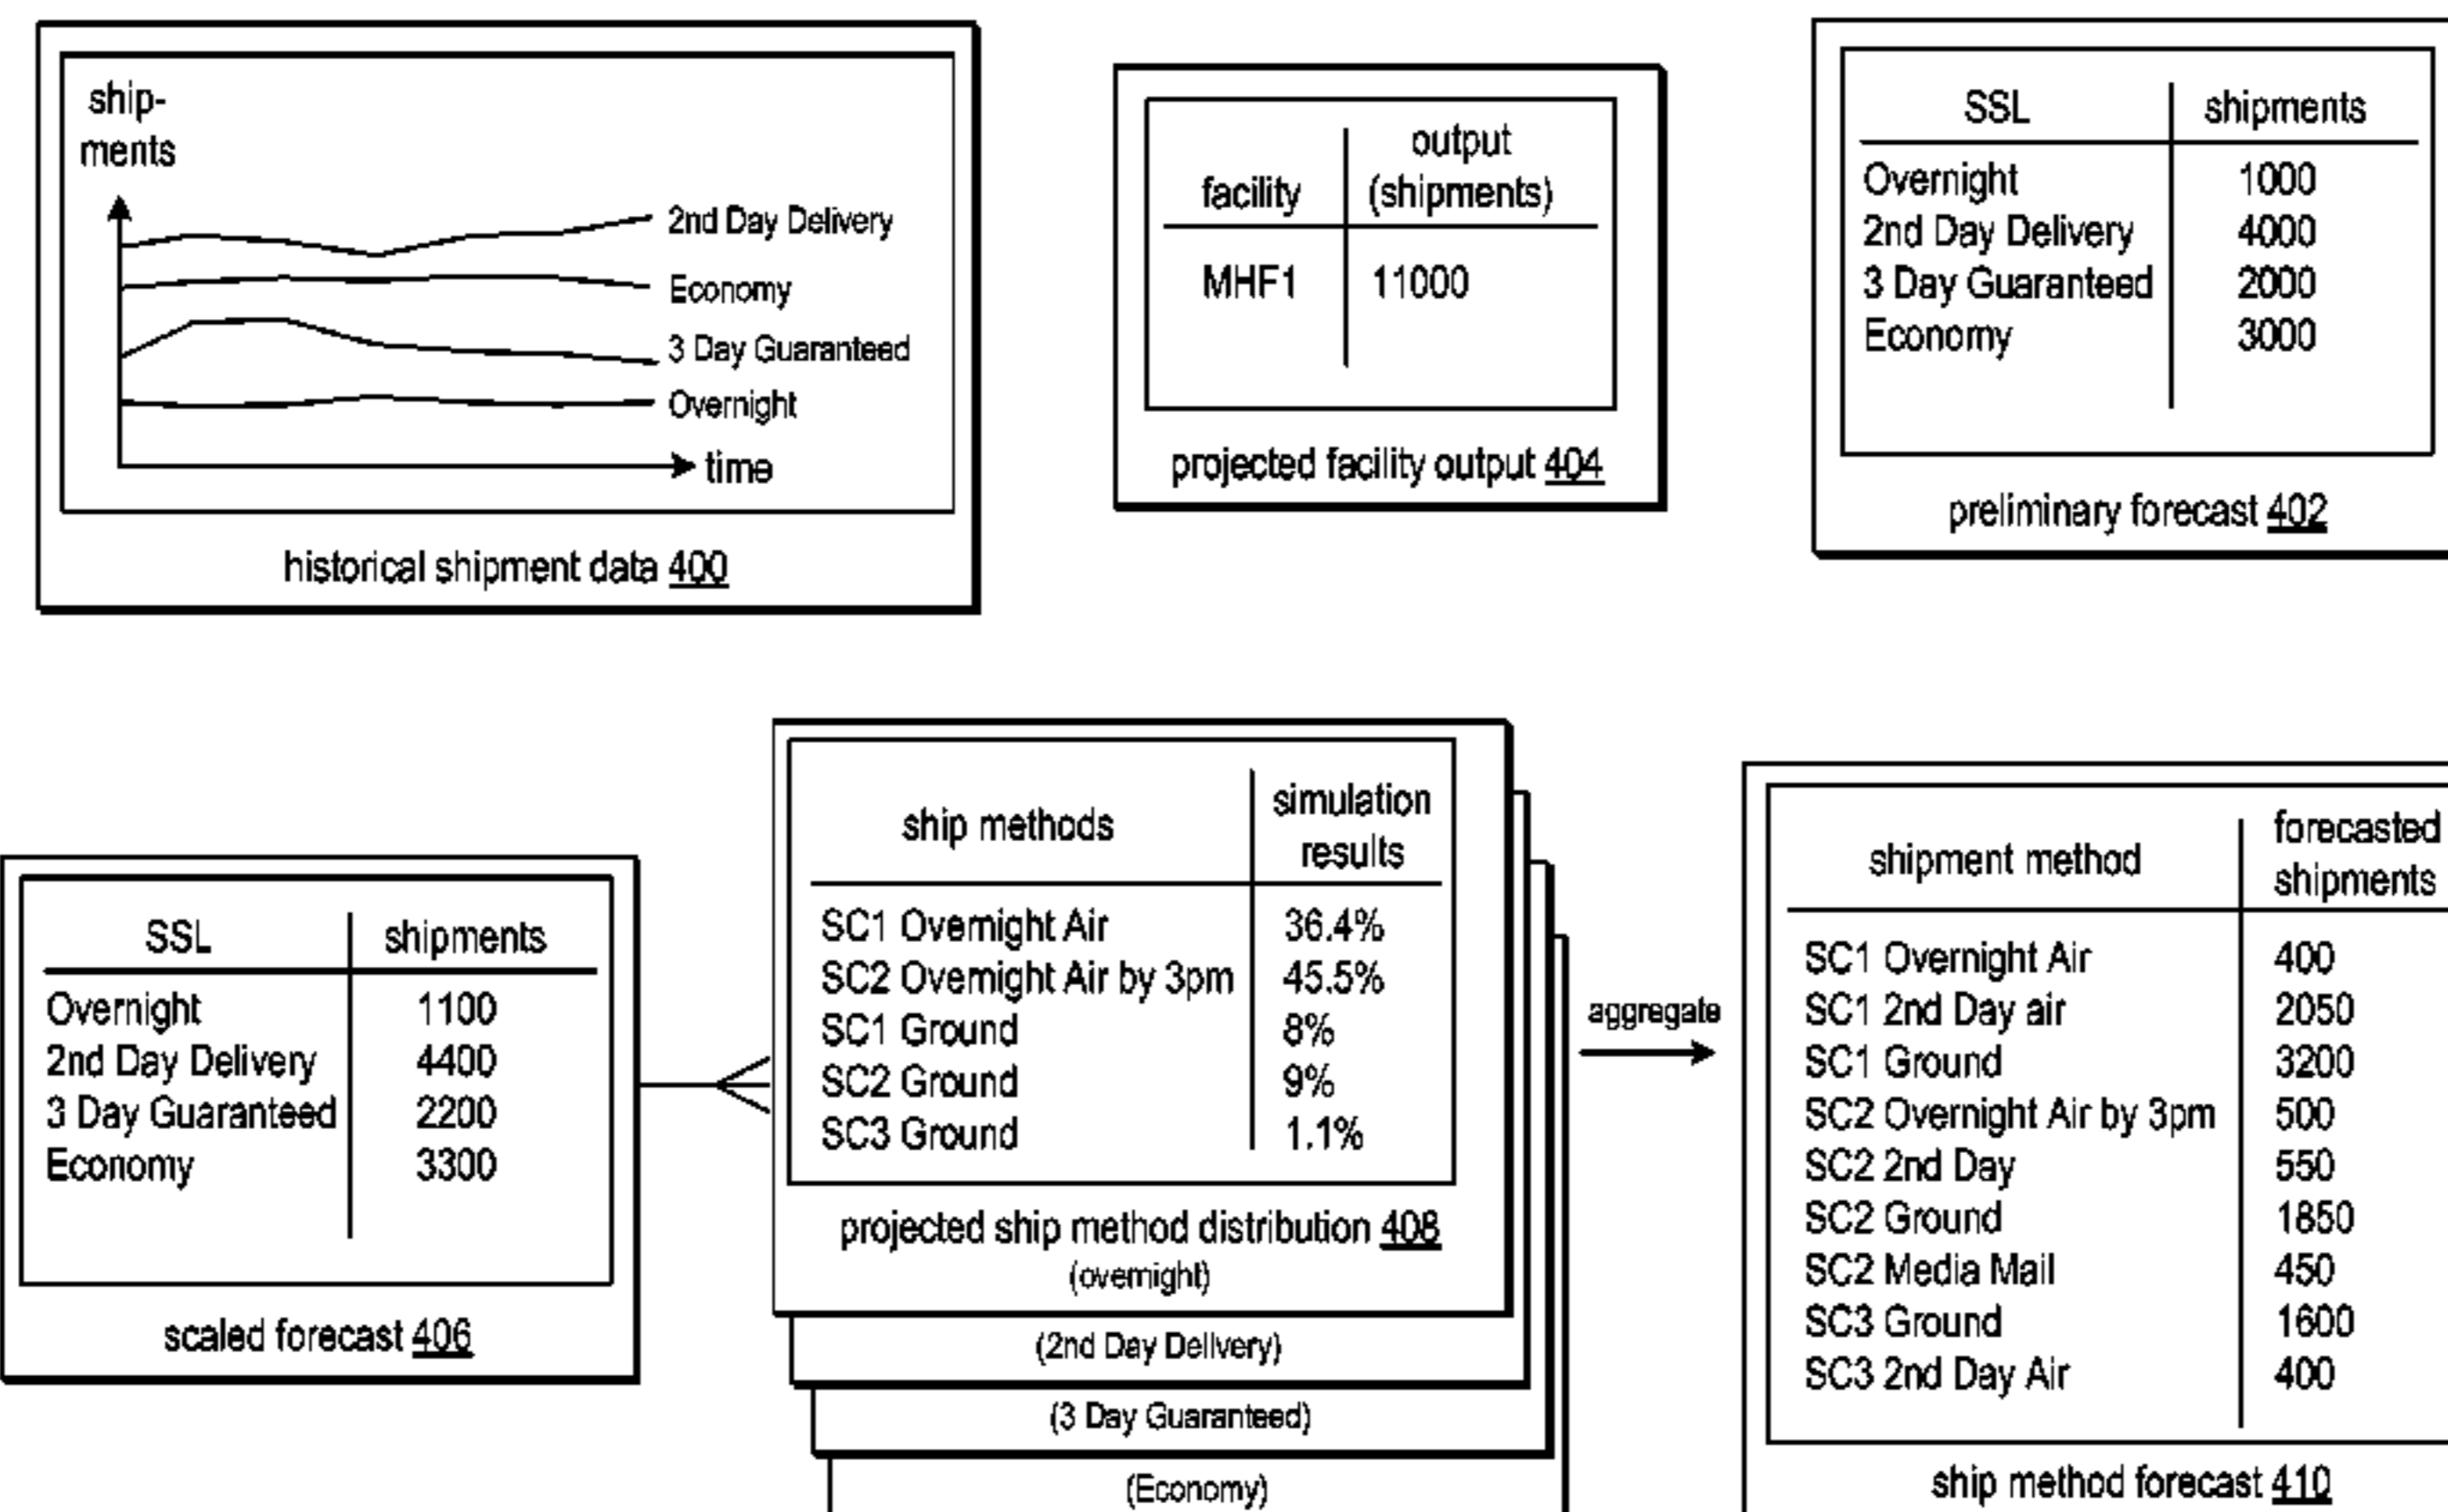 ship-
ments
2nd Day Delivery
Economy
3 Day Guaranteed
Overnight
time
historical shipment data 400
facility output (shipments)
MHF1 11000
projected facility output 404
SSL shipments
Overnight 1000
2nd Day Delivery 4000
3 Day Guaranteed 2000
Economy 3000
preliminary forecast 402
SSL shipments
Overnight 1100
2nd Day Delivery 4400
3 Day Guaranteed 2200
Economy 3300
scaled forecast 406
ship methods simulation results
SC1 Overnight Air 36.4%
SC2 Overnight Air by 3pm 45.5%
SC1 Ground 8%
SC2 Ground 9%
SC3 Ground 1.1%
projected ship method distribution 408
(overnight)
(2nd Day Delivery)
(3 Day Guaranteed)
(Economy)
aggregate
shipment method forecasted shipments
SC1 Overnight Air 400
SC1 2nd Day air 2050
SC1 Ground 3200
SC2 Overnight Air by 3pm 500
SC2 2nd Day 550
SC2 Ground 1850
SC2 Media Mail 450
SC3 Ground 1600
SC3 2nd Day Air 400
ship method forecast 410